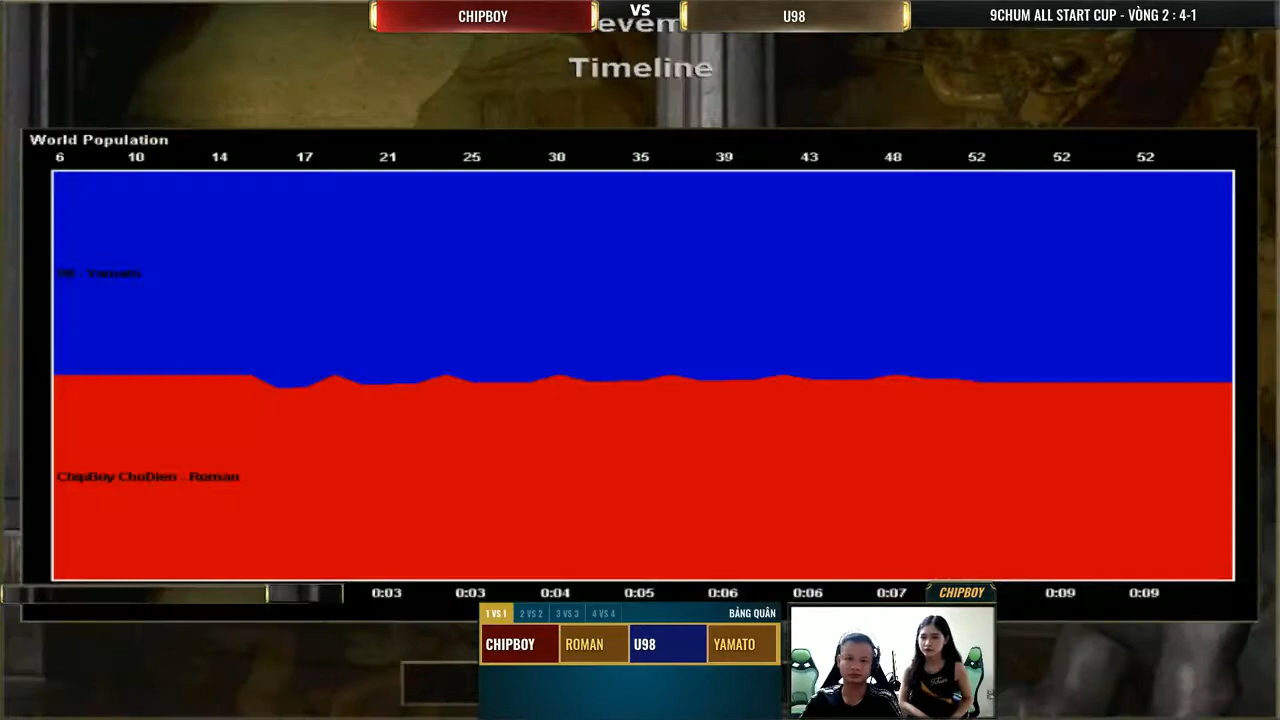 CHIPBOY
VS
U98
9CHUM ALL START CUP - VÒNG 2 : 4-1
Timeline
World Population
6 10 14 17 21 25 30 35 39 43 48 52 52 52
- Yamato
ChipBoy ChoDien - Roman
0:03 0:03 0:04 0:05 0:06 0:06 0:07 0:09 0:09
CHIPBOY
1 VS 1 2 VS 2 3 VS 3 4 VS 4 BẢNG QUÂN
CHIPBOY ROMAN U98 YAMATO